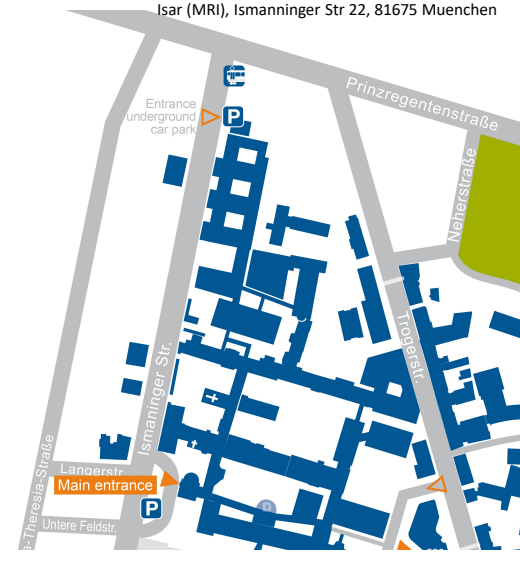 Isar (MRI), Ismanninger Str 22, 81675 Muenchen
Prinzregentenstraße
Entrance
underground
car park
P
Neherstraße
Trogerstr.
Ismaninger Str.
a-Theresia-Straße
Langerstr.
Main entrance
P
P
Untere Feldstr.